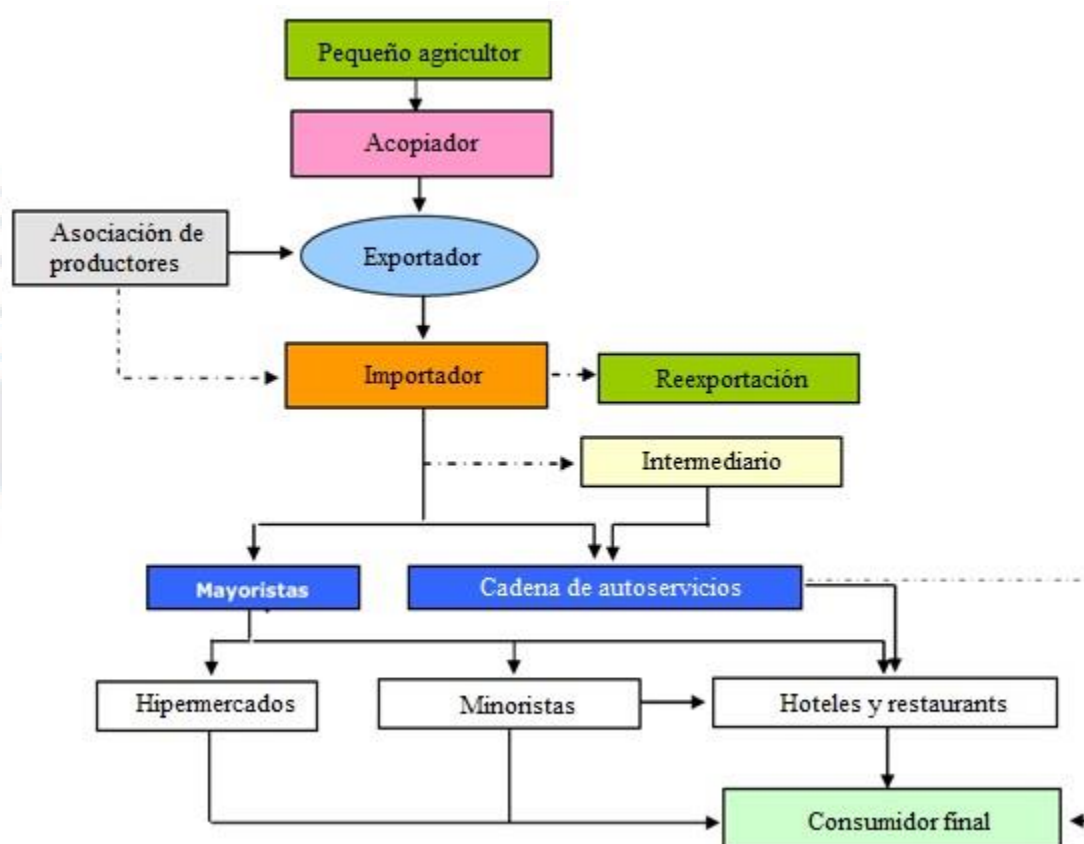 Pequeño agricultor
Acopiador
Asociación de
productores
Exportador
Importador
Reexportación
Intermediario
Mayoristas
Cadena de autoservicios
Hipermercados
Minoristas
Hoteles y restaurants
Consumidor final